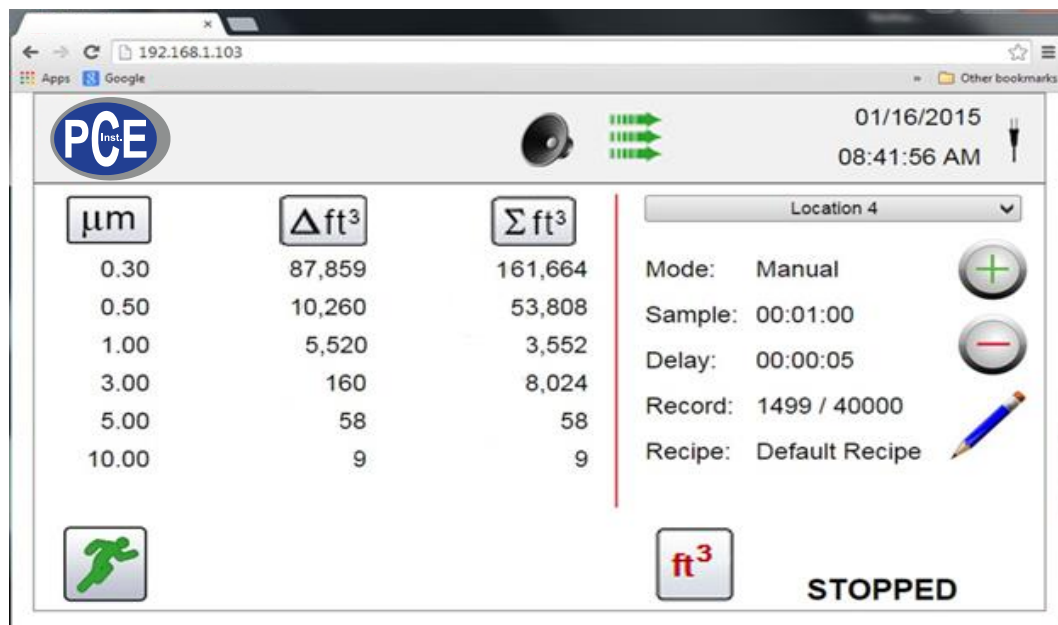 192.168.1.103
Apps Google » Other bookmarks
PCE
Inst.
01/16/2015
08:41:56 AM
µm Δft³ Σft³
0.30 87,859 161,664
0.50 10,260 53,808
1.00 5,520 3,552
3.00 160 8,024
5.00 58 58
10.00 9 9
Location 4
Mode: Manual
Sample: 00:01:00
Delay: 00:00:05
Record: 1499 / 40000
Recipe: Default Recipe
ft³
STOPPED